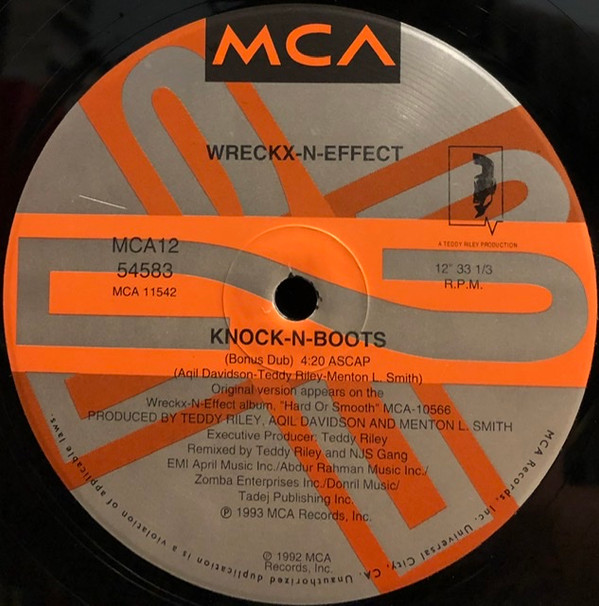 MCA
WRECKX-N-EFFECT
A TEDDY RILEY PRODUCTION
MCA12
54583
MCA 11542
12" 33 1/3
R.P.M.
KNOCK-N-BOOTS
(Bonus Dub) 4:20 ASCAP
(Aqil Davidson-Teddy Riley-Menton L. Smith)
Original version appears on the
Wreckx-N-Effect album, "Hard Or Smooth" MCA-10566
PRODUCED BY TEDDY RILEY, AQIL DAVIDSON AND MENTON L. SMITH
Executive Producer: Teddy Riley
Remixed by Teddy Riley and NJS Gang
EMI April Music Inc./Abdur Rahman Music Inc./
Zomba Enterprises Inc./Donril Music/
Tadej Publishing Inc.
℗ 1993 MCA Records, Inc.
℗ 1992 MCA
Records, Inc.
MCA Records, Inc. Universal City, CA. Unauthorized duplication is a violation of applicable laws.